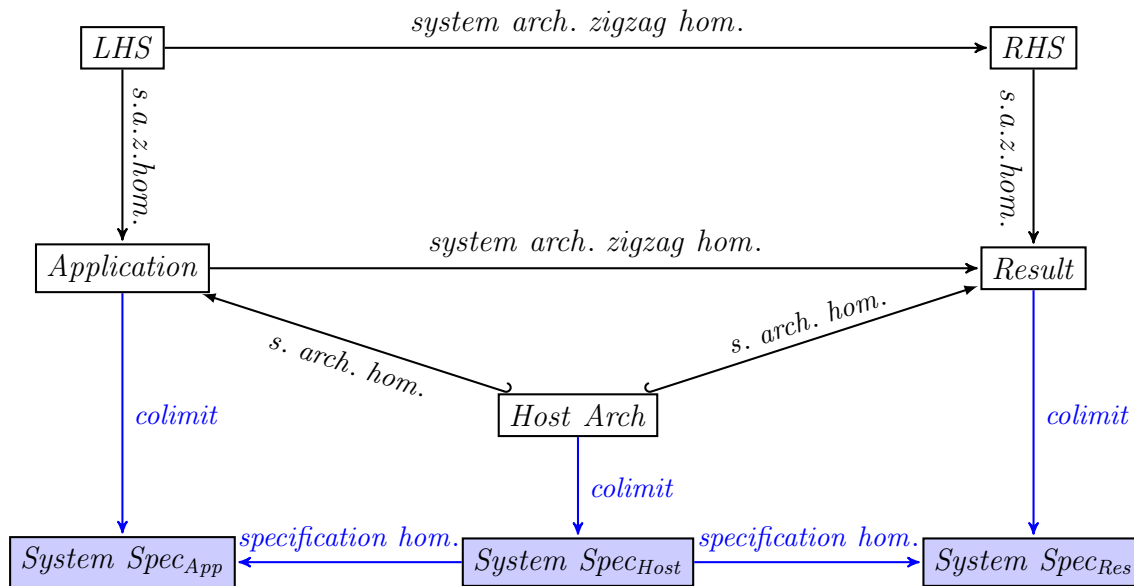 system arch. zigzag hom.
LHS
RHS
s.a.z.hom.
s.a.z.hom.
system arch. zigzag hom.
Application
Result
s. arch. hom.
s. arch. hom.
Host Arch
colimit
colimit
colimit
specification hom.
specification hom.
System Spec_App
System Spec_Host
System Spec_Res